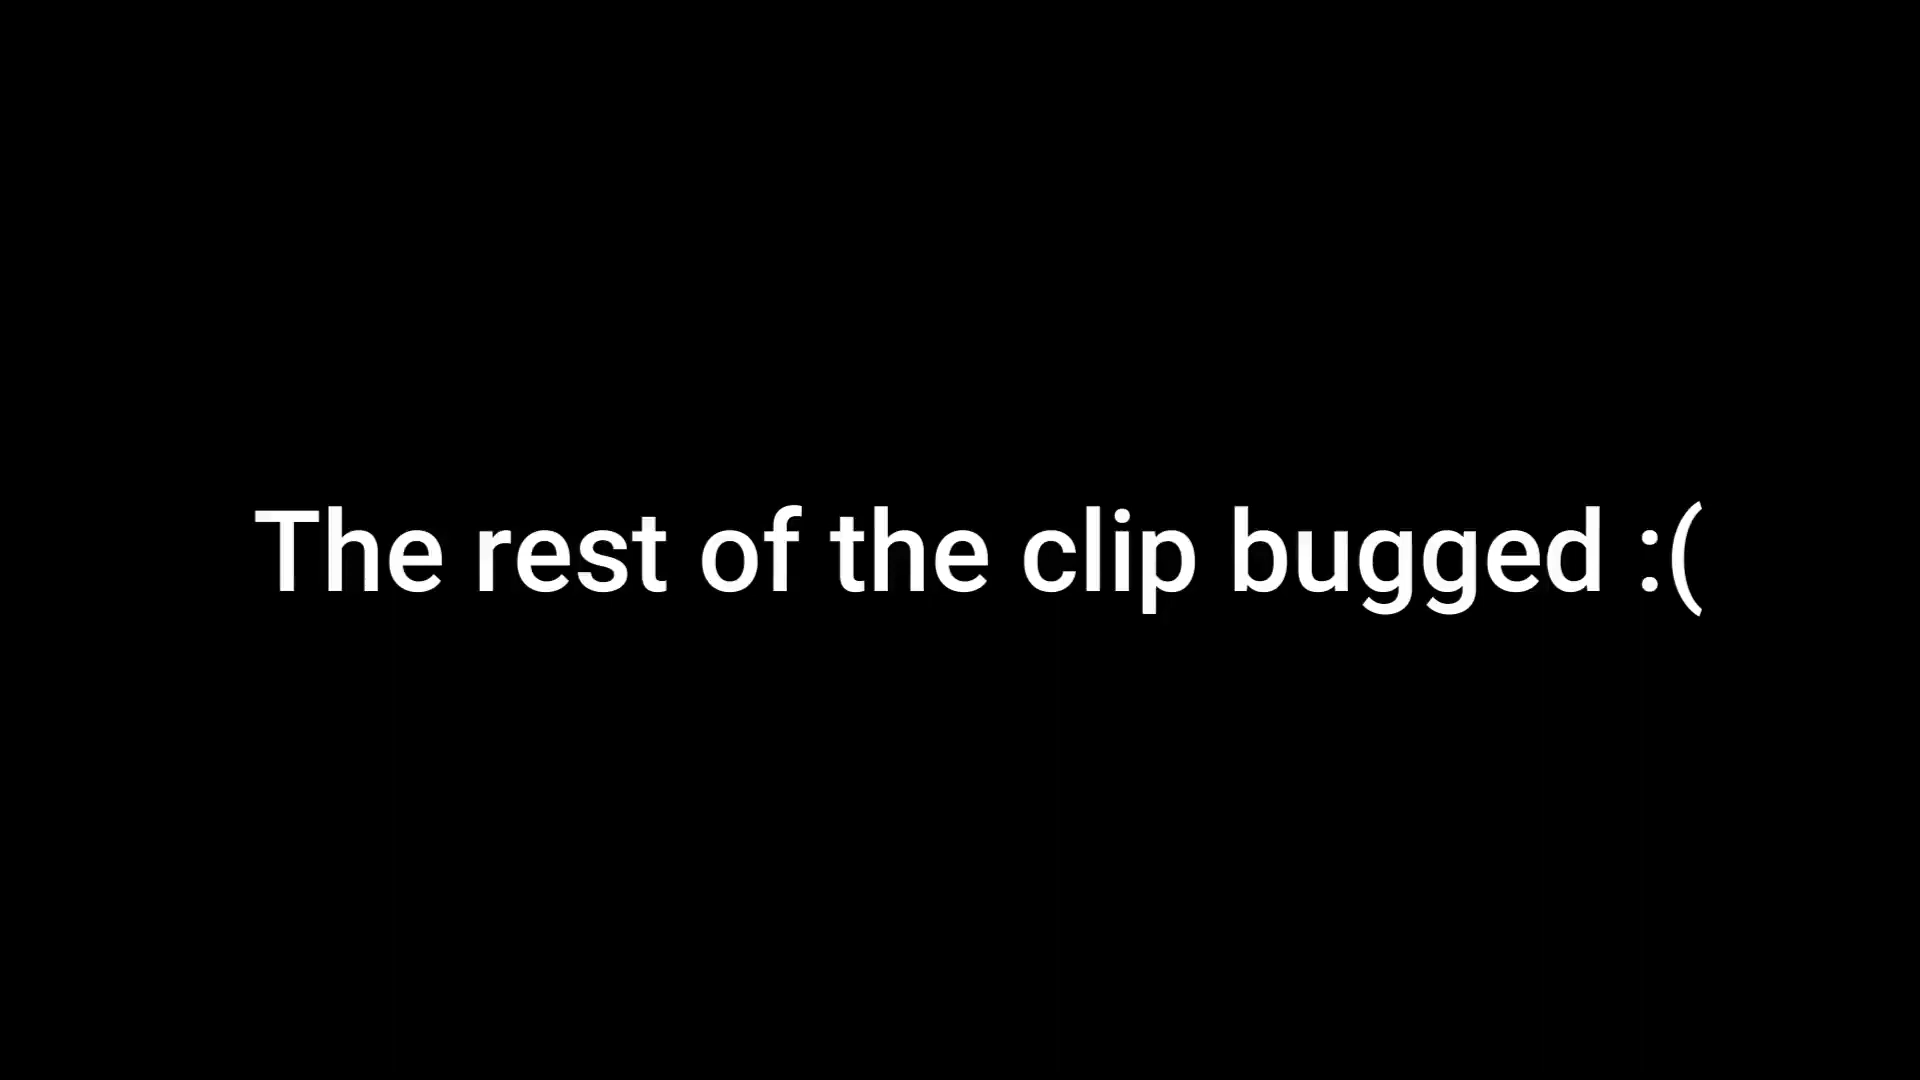 The rest of the clip bugged :(